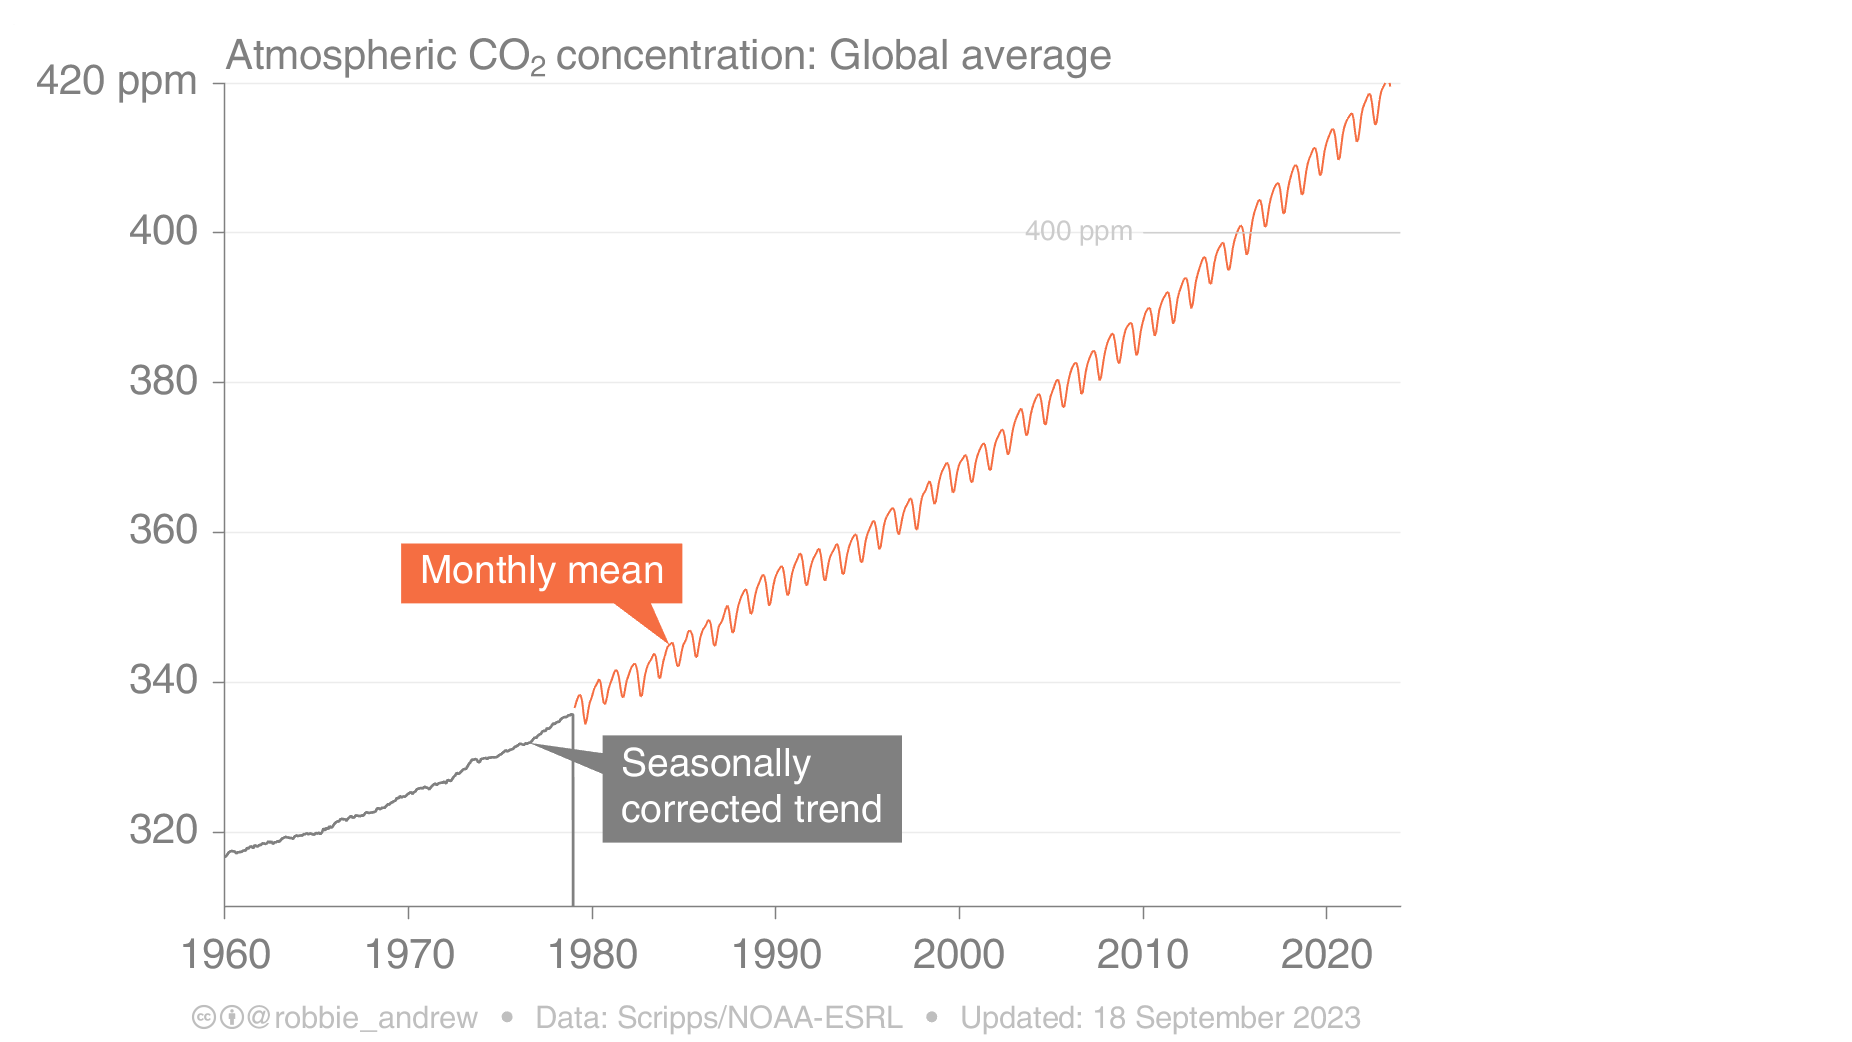 Atmospheric CO₂ concentration: Global average
420 ppm
400
400 ppm
380
360
Monthly mean
340
Seasonally
corrected trend
320
1960 1970 1980 1990 2000 2010 2020
cc @robbie_andrew • Data: Scripps/NOAA-ESRL • Updated: 18 September 2023